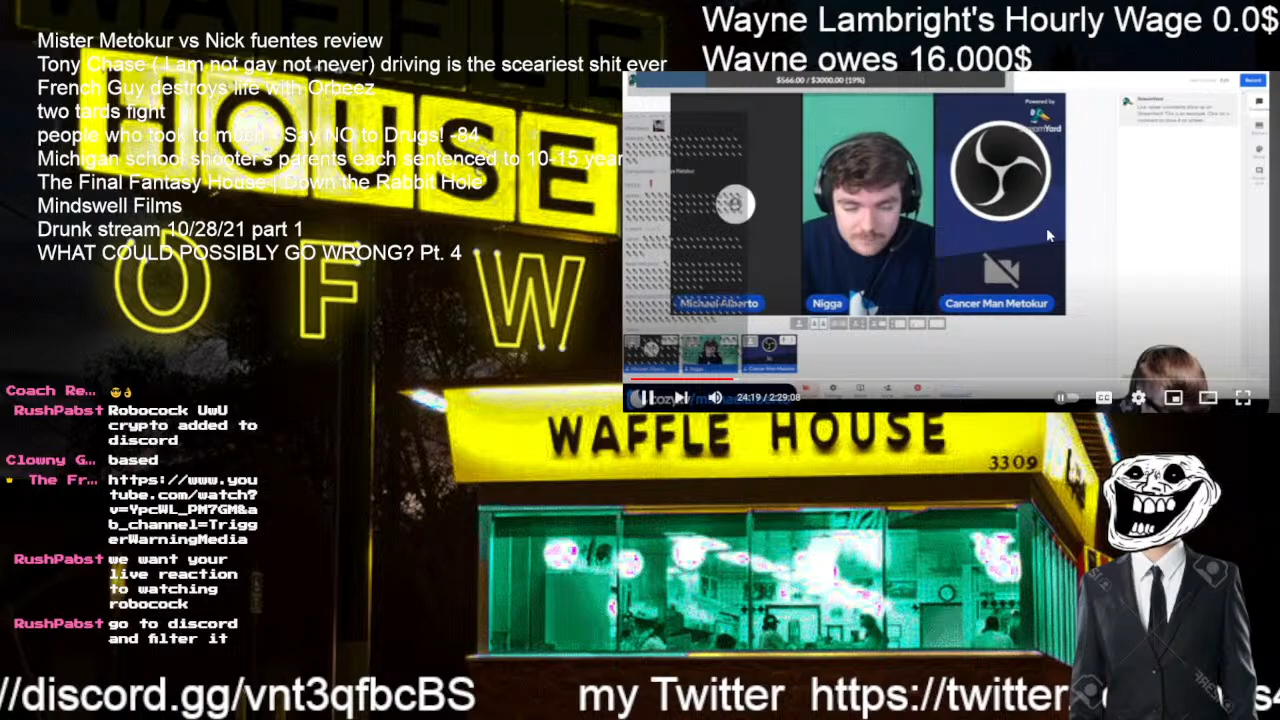 Mister Metokur vs Nick fuentes review
Tony Chase ( I am not gay not never) driving is the sceariest shit ever
French Guy destroys life with Orbeez
two tards fight
people who took to much - Say NO to Drugs! -84
Michigan school shooter's parents each sentenced to 10-15 year
The Final Fantasy House | Down the Rabbit Hole
Mindswell Films
Drunk stream 10/28/21 part 1
WHAT COULD POSSIBLY GO WRONG? Pt. 4
Wayne Lambright's Hourly Wage 0.0$
Wayne owes 16.000$
$566.00 / $3000.00 (19%)
Record
Powered by
StreamYard
Michael Alberto
Nigga
Cancer Man Metokur
24:19 / 2:29:08
WAFFLE
HOUSE
O F W
WAFFLE HOUSE
3309
Coach Re...
RushPabst Robocock UwU
crypto added to
discord
Clowny G... based
The Fr... https://www.you
tube.com/watch?
v=YpcWL_PM7GM&a
b_channel=Trigg
erWarningMedia
RushPabst we want your
live reaction
to watching
robocock
RushPabst go to discord
and filter it
//discord.gg/vnt3qfbcBS my Twitter https://twitter.